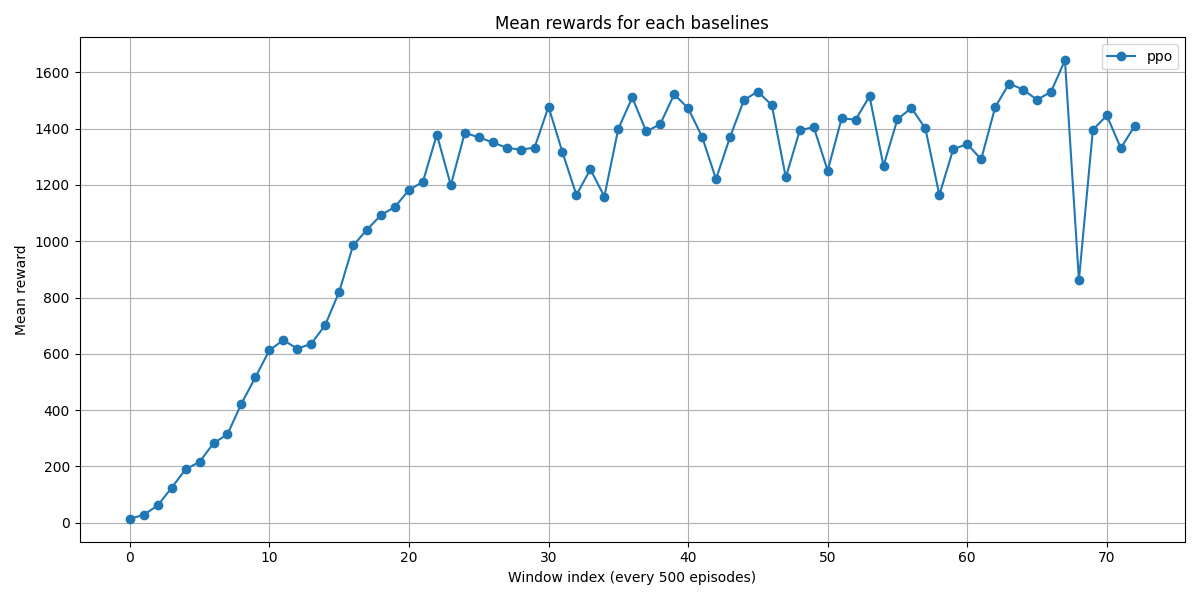 Mean rewards for each baselines
ppo
Mean reward
1600
1400
1200
1000
800
600
400
200
0
0 10 20 30 40 50 60 70
Window index (every 500 episodes)